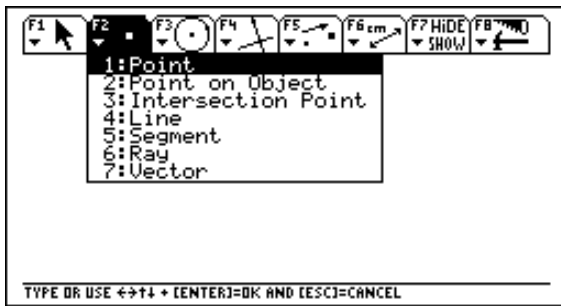 F1 F2 F3 F4 F5 F6 cm F7 HiDE F8
SHOW
1:Point
2:Point on Object
3:Intersection Point
4:Line
5:Segment
6:Ray
7:Vector
TYPE OR USE ←→↑↓ + [ENTER]=OK AND [ESC]=CANCEL